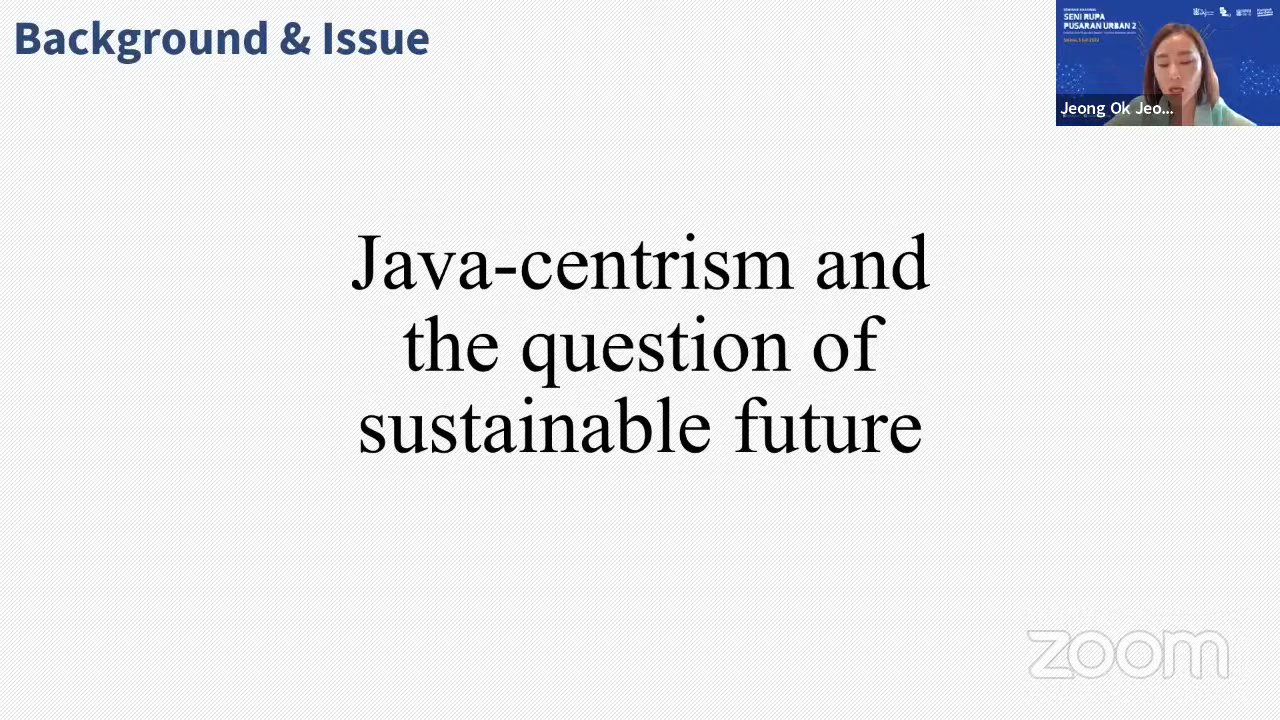 Background & Issue
SENI RUPA
PUSARAN URBAN 2
Jeong Ok Jeo...
Java-centrism and
the question of
sustainable future
zoom